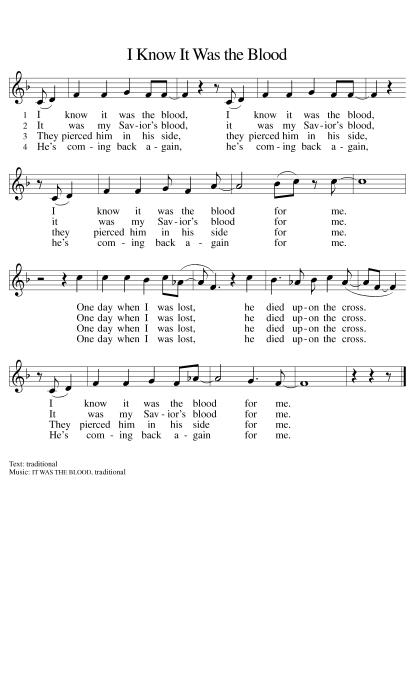 I Know It Was the Blood
1 I know it was the blood, I know it was the blood,
2 It was my Sav-ior's blood, it was my Sav-ior's blood,
3 They pierced him in his side, they pierced him in his side,
4 He's com - ing back a - gain, he's com - ing back a - gain,
I know it was the blood for me.
it was my Sav-ior's blood for me.
they pierced him in his side for me.
he's com - ing back a - gain for me.
One day when I was lost, he died up-on the cross.
One day when I was lost, he died up-on the cross.
One day when I was lost, he died up-on the cross.
One day when I was lost, he died up-on the cross.
I know it was the blood for me.
It was my Sav-ior's blood for me.
They pierced him in his side for me.
He's com - ing back a - gain for me.
Text: traditional
Music: IT WAS THE BLOOD, traditional